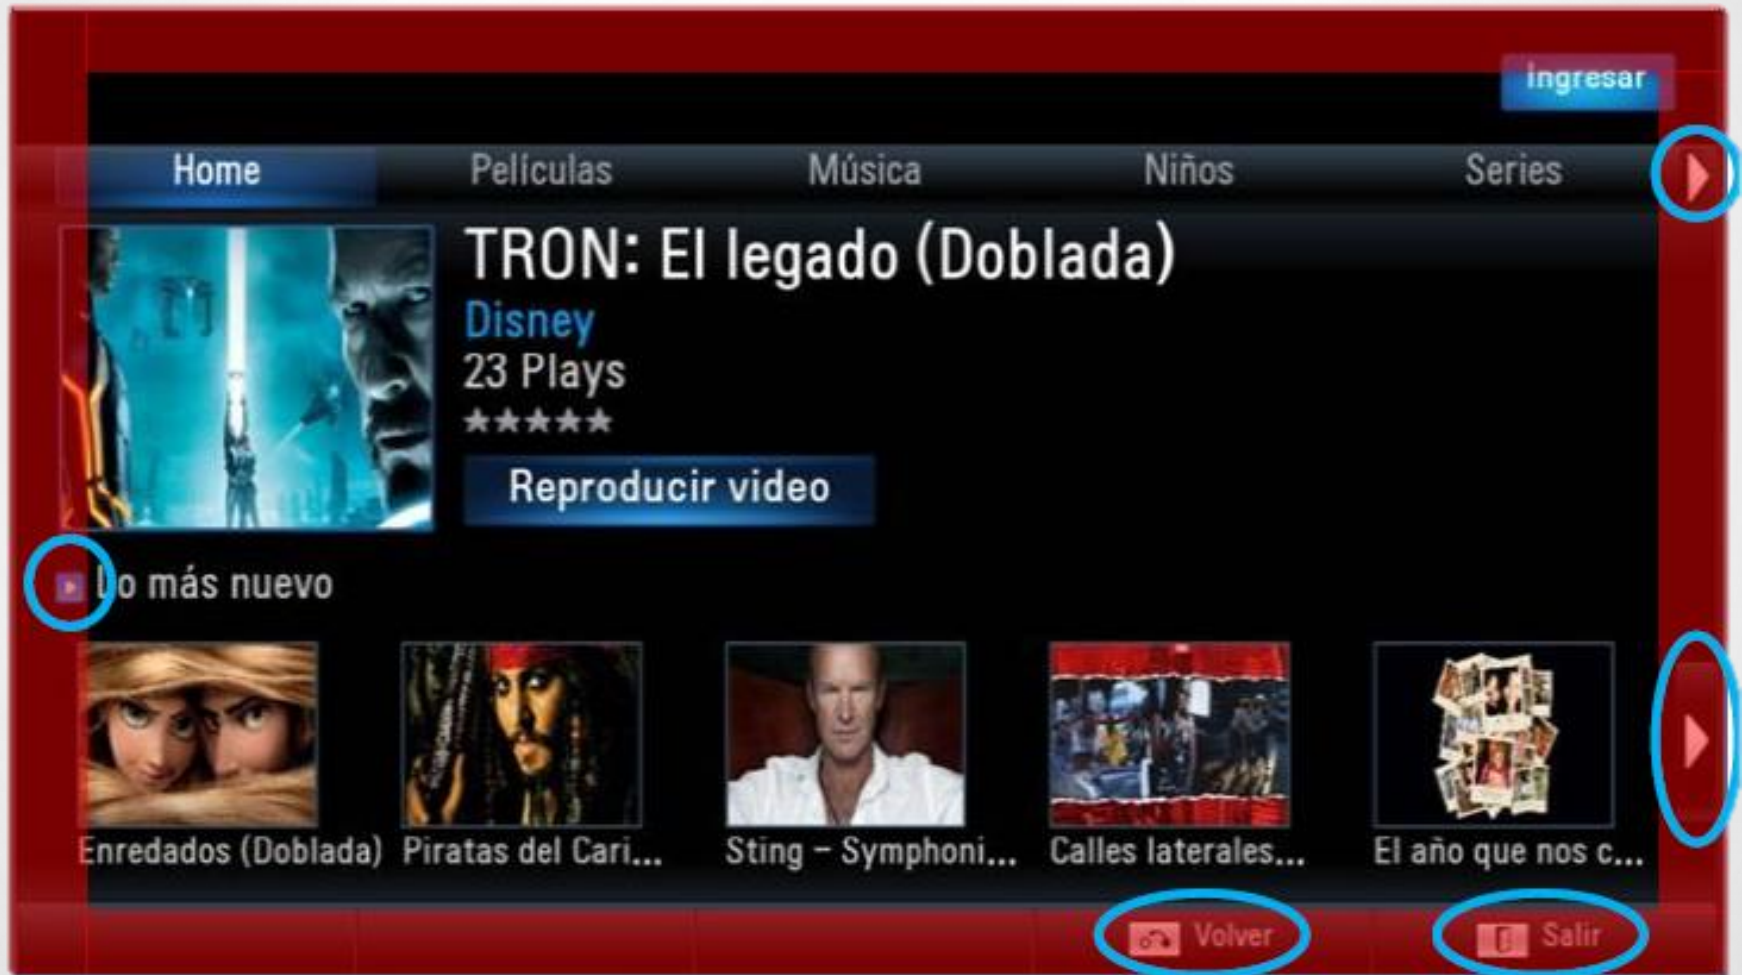 Ingresar
Home Películas Música Niños Series
TRON: El legado (Doblada)
Disney
23 Plays
Reproducir video
Lo más nuevo
Enredados (Doblada) Piratas del Cari... Sting – Symphoni... Calles laterales... El año que nos c...
Volver Salir